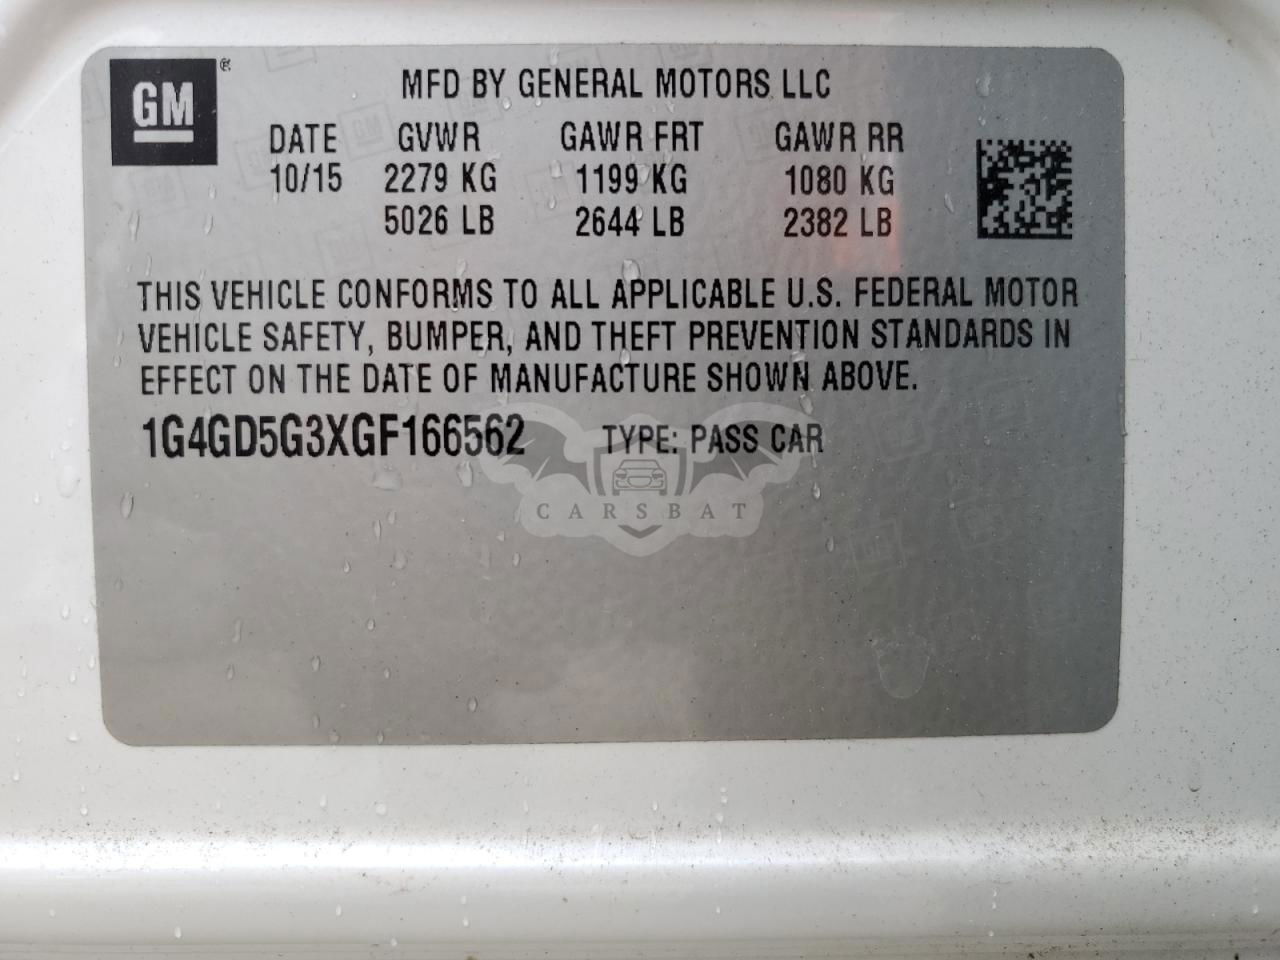 GM ®
MFD BY GENERAL MOTORS LLC
DATE GVWR GAWR FRT GAWR RR
10/15 2279 KG 1199 KG 1080 KG
5026 LB 2644 LB 2382 LB
THIS VEHICLE CONFORMS TO ALL APPLICABLE U.S. FEDERAL MOTOR
VEHICLE SAFETY, BUMPER, AND THEFT PREVENTION STANDARDS IN
EFFECT ON THE DATE OF MANUFACTURE SHOWN ABOVE.
1G4GD5G3XGF166562 TYPE: PASS CAR
CARSBAT